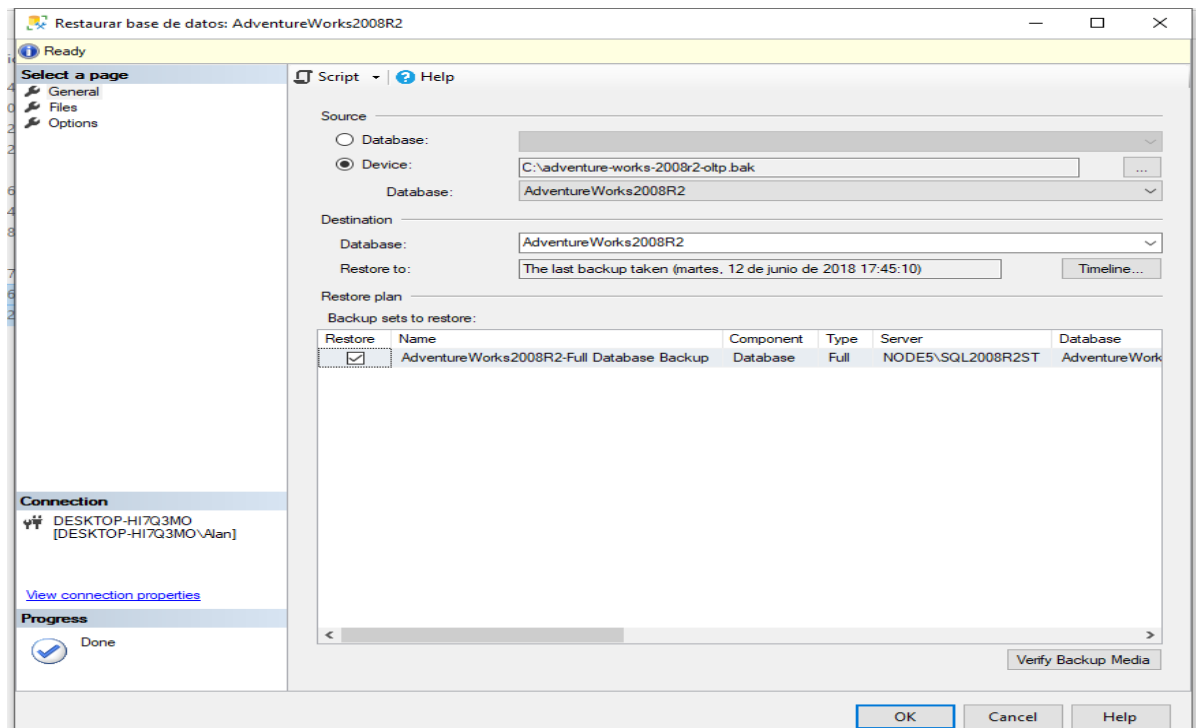 Restaurar base de datos: AdventureWorks2008R2
Ready
Select a page
General
Files
Options
Script
Help
Source
Database:
Device: C:\adventure-works-2008r2-oltp.bak ...
Database: AdventureWorks2008R2
Destination
Database: AdventureWorks2008R2
Restore to: The last backup taken (martes, 12 de junio de 2018 17:45:10) Timeline...
Restore plan
Backup sets to restore:
Restore Name Component Type Server Database
AdventureWorks2008R2-Full Database Backup Database Full NODE5\SQL2008R2ST AdventureWork
Connection
DESKTOP-HI7Q3MO
[DESKTOP-HI7Q3MO\Alan]
View connection properties
Progress
Done
Verify Backup Media
OK Cancel Help